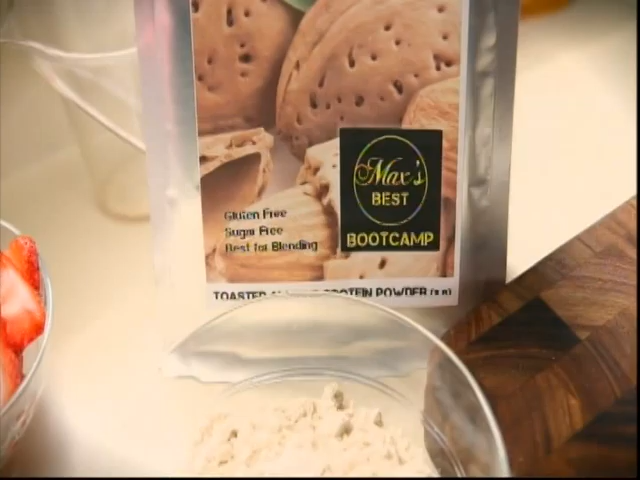 Max's
BEST
BOOTCAMP
Gluten Free
Sugar Free
Best for Blending
TOASTED PROTEIN POWDER